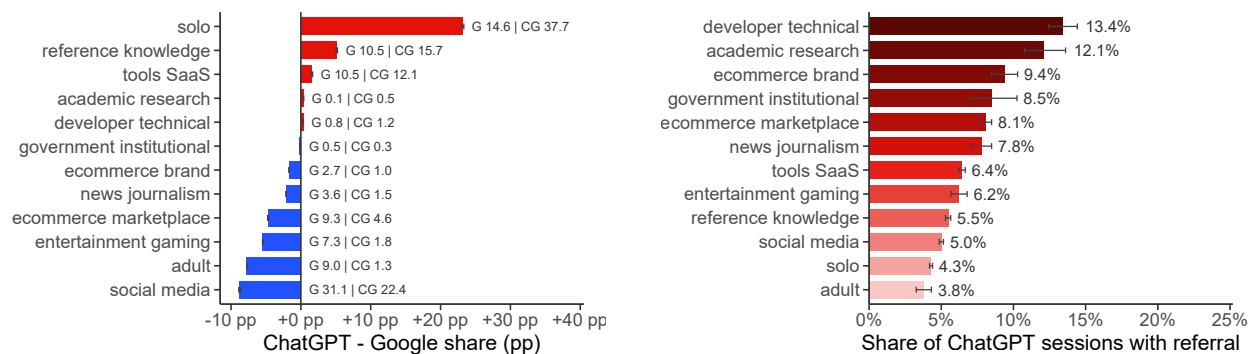 solo G 14.6 | CG 37.7
reference knowledge G 10.5 | CG 15.7
tools SaaS G 10.5 | CG 12.1
academic research G 0.1 | CG 0.5
developer technical G 0.8 | CG 1.2
government institutional G 0.5 | CG 0.3
ecommerce brand G 2.7 | CG 1.0
news journalism G 3.6 | CG 1.5
ecommerce marketplace G 9.3 | CG 4.6
entertainment gaming G 7.3 | CG 1.8
adult G 9.0 | CG 1.3
social media G 31.1 | CG 22.4
-10 pp +0 pp +10 pp +20 pp +30 pp +40 pp
ChatGPT - Google share (pp)
developer technical 13.4%
academic research 12.1%
ecommerce brand 9.4%
government institutional 8.5%
ecommerce marketplace 8.1%
news journalism 7.8%
tools SaaS 6.4%
entertainment gaming 6.2%
reference knowledge 5.5%
social media 5.0%
solo 4.3%
adult 3.8%
0% 5% 10% 15% 20% 25%
Share of ChatGPT sessions with referral